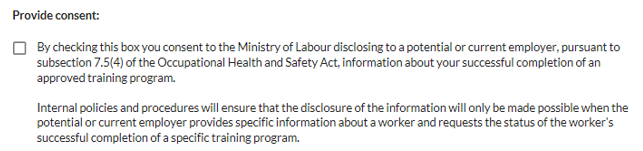 Provide consent:
By checking this box you consent to the Ministry of Labour disclosing to a potential or current employer, pursuant to
subsection 7.5(4) of the Occupational Health and Safety Act, information about your successful completion of an
approved training program.
Internal policies and procedures will ensure that the disclosure of the information will only be made possible when the
potential or current employer provides specific information about a worker and requests the status of the worker's
successful completion of a specific training program.